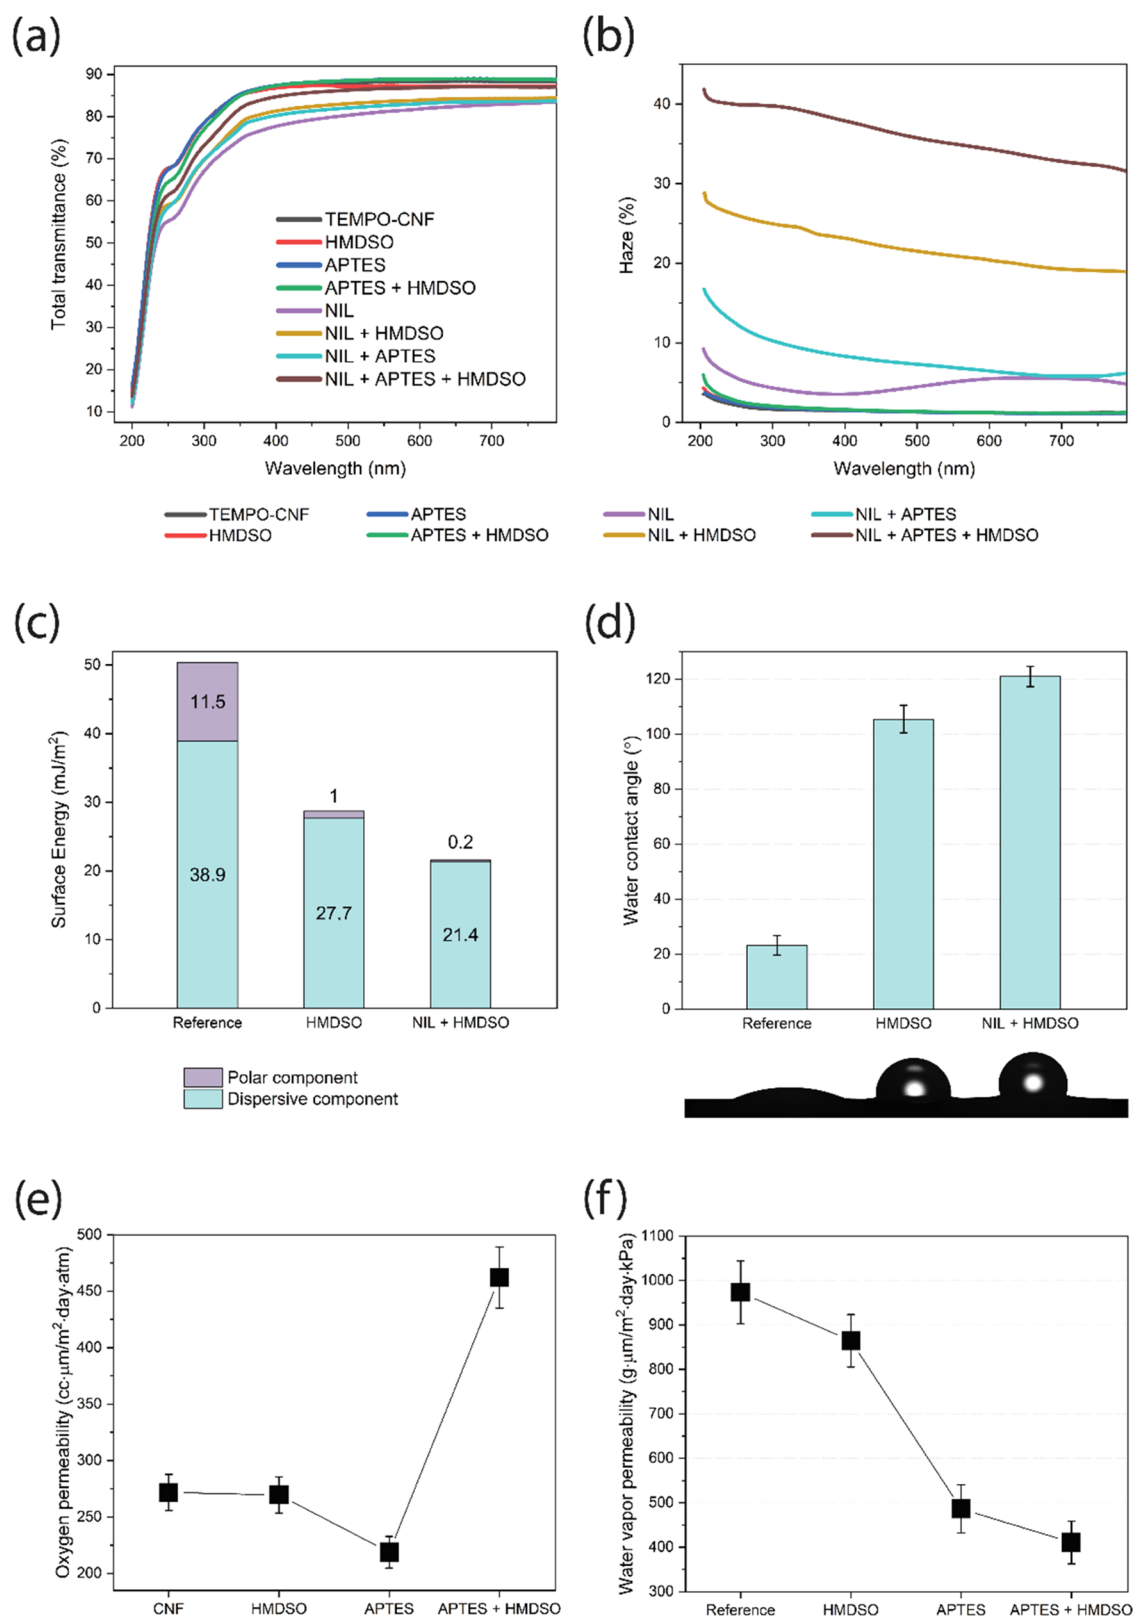 (a)
90
80
70
60
50
40
30
20
10
Total transmittance (%)
TEMPO-CNF
HMDSO
APTES
APTES + HMDSO
NIL
NIL + HMDSO
NIL + APTES
NIL + APTES + HMDSO
200 300 400 500 600 700
Wavelength (nm)
(b)
40
30
20
10
0
Haze (%)
200 300 400 500 600 700
Wavelength (nm)
TEMPO-CNF APTES NIL NIL + APTES
HMDSO APTES + HMDSO NIL + HMDSO NIL + APTES + HMDSO
(c)
50
40
30
20
10
0
Surface Energy (mJ/m²)
11.5
38.9
1
27.7
0.2
21.4
Reference HMDSO NIL + HMDSO
Polar component
Dispersive component
(d)
120
100
80
60
40
20
0
Water contact angle (°)
Reference HMDSO NIL + HMDSO
(e)
500
450
400
350
300
250
200
Oxygen permeability (cc·μm/m²·day·atm)
CNF HMDSO APTES APTES + HMDSO
(f)
1100
1000
900
800
700
600
500
400
300
Water vapor permeability (g·μm/m²·day·kPa)
Reference HMDSO APTES APTES + HMDSO